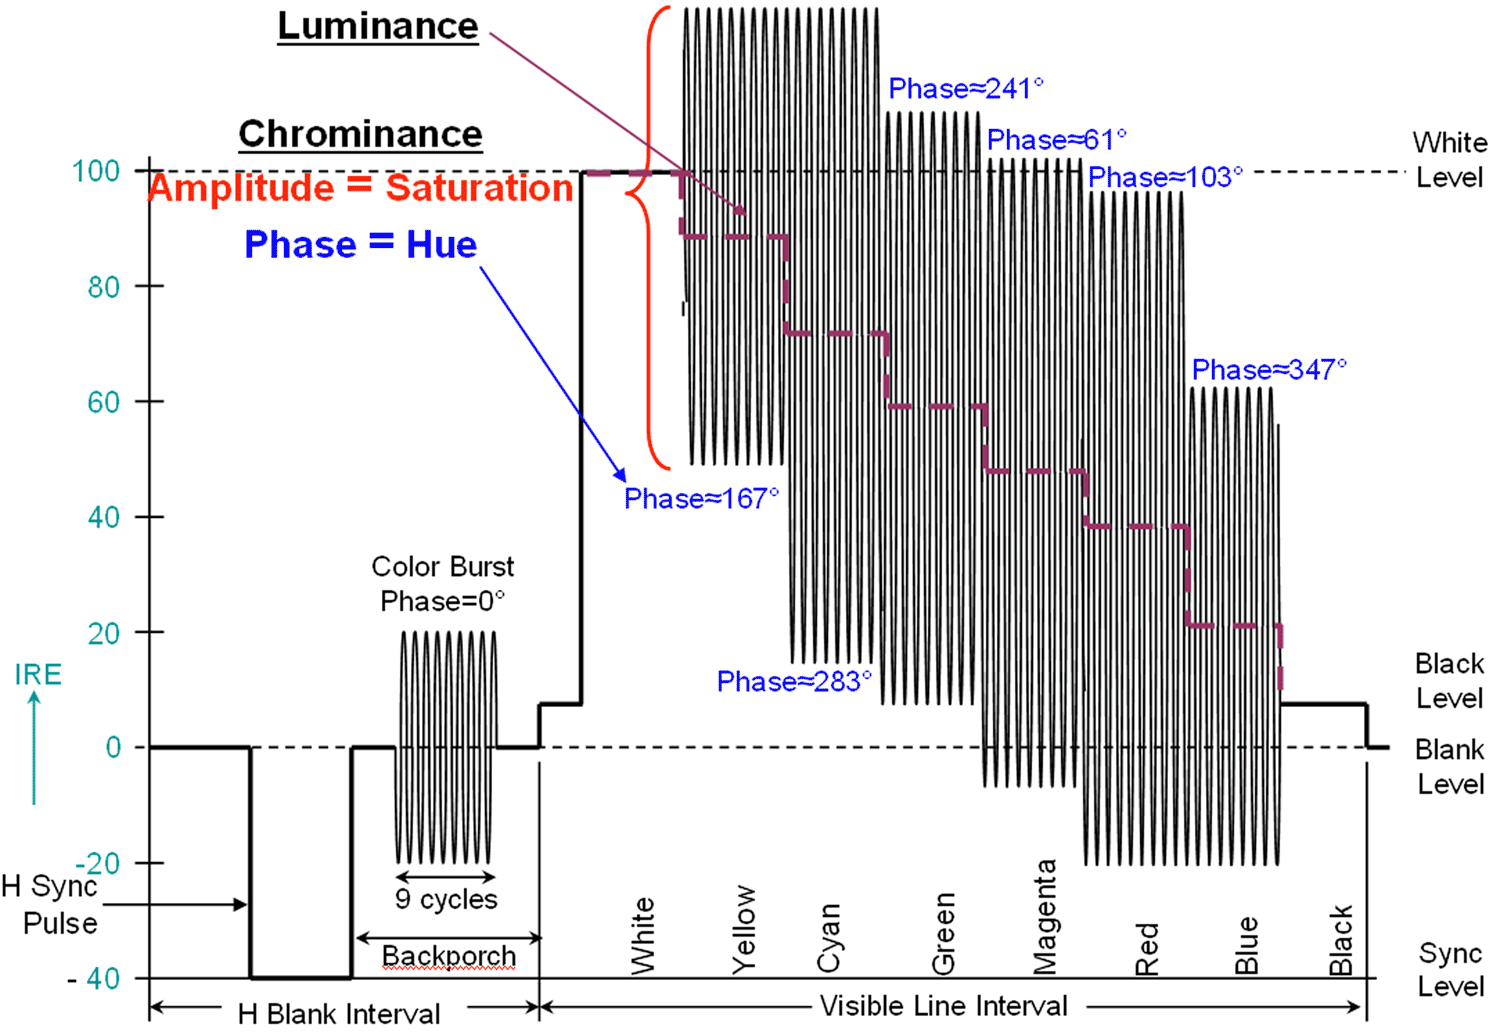 Luminance
Chrominance
Amplitude = Saturation
Phase = Hue
Phase≈241°
Phase≈61°
Phase≈103°
Phase≈347°
Phase≈167°
Phase≈283°
White
Level
100
80
60
40
20
0
-20
- 40
IRE
Color Burst
Phase=0°
Black
Level
Blank
Level
H Sync
Pulse
9 cycles
Backporch
White
Yellow
Cyan
Green
Magenta
Red
Blue
Black
Sync
Level
H Blank Interval
Visible Line Interval